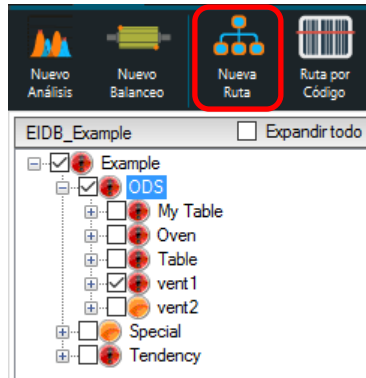 Nuevo Análisis
Nuevo Balanceo
Nueva Ruta
Ruta por Código
EIDB_Example
Expandir todo
Example
ODS
My Table
Oven
Table
vent1
vent2
Special
Tendency